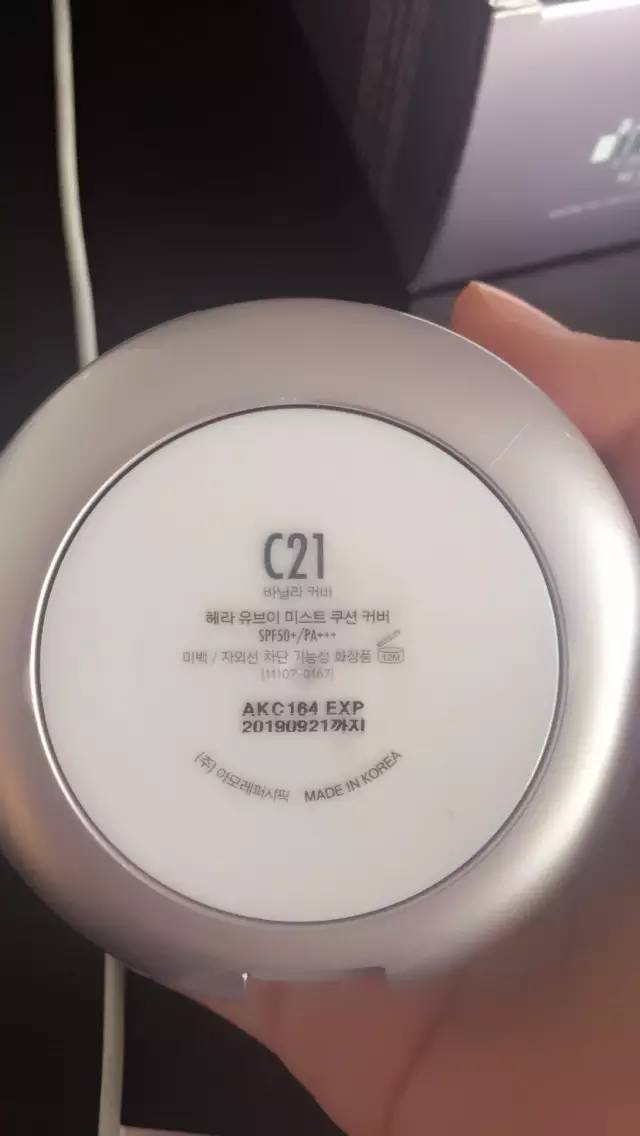 C21
바닐라 커버
헤라 유브이 미스트 쿠션 커버
SPF50+/PA+++
미백 / 자외선 차단 기능성 화장품 12M
(11107-0167)
AKC164 EXP
20190921까지
(주) 아모레퍼시픽 MADE IN KOREA